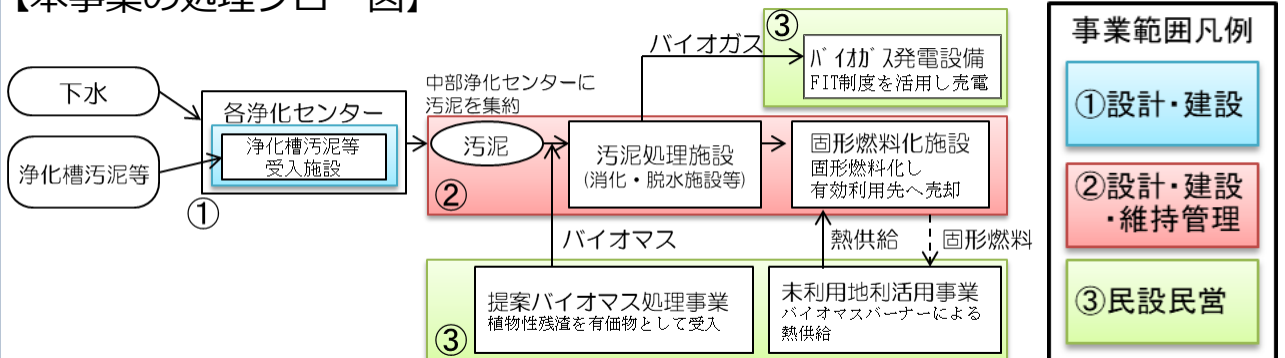 【本事業の処理フロー図】
下水
浄化槽汚泥等
各浄化センター
浄化槽汚泥等
受入施設
①
中部浄化センターに
汚泥を集約
汚泥
②
汚泥処理施設
(消化・脱水施設等)
バイオガス
③
ﾊﾞｲｵｶﾞｽ発電設備
FIT制度を活用し売電
固形燃料化施設
固形燃料化し
有効利用先へ売却
バイオマス
熱供給
固形燃料
③
提案バイオマス処理事業
植物性残渣を有価物として受入
未利用地利活用事業
バイオマスバーナーによる
熱供給
事業範囲凡例
①設計・建設
②設計・建設
・維持管理
③民設民営